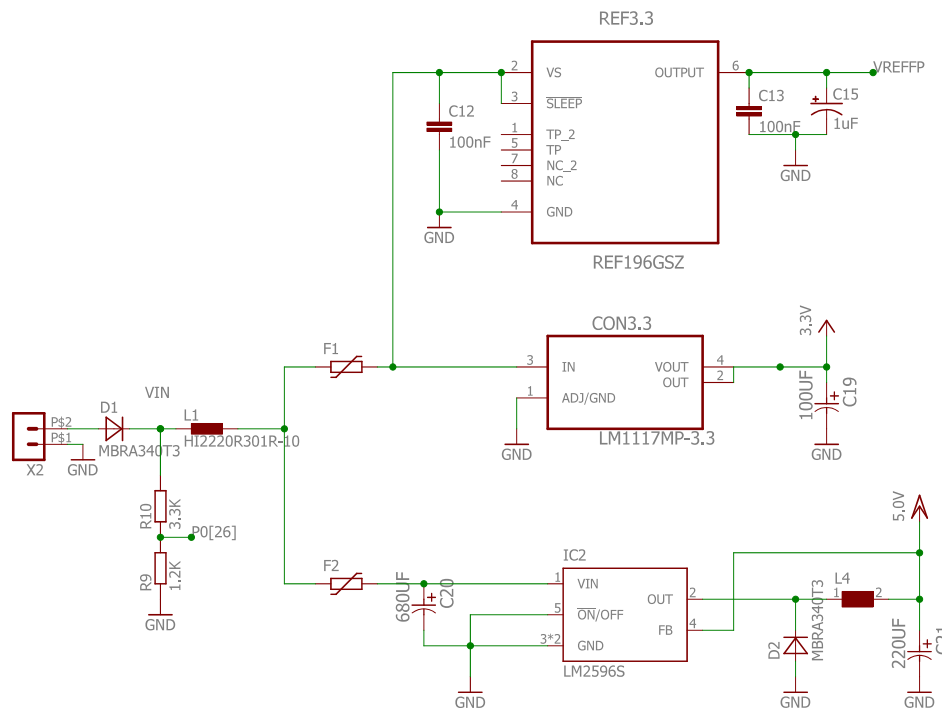 REF3.3
2 VS OUTPUT 6 VREFFP
3 SLEEP
C12
100nF
1 TP_2
5 TP
7 NC_2
8 NC
4 GND
GND
C13
100nF
C15
1uF
GND
REF196GSZ
CON3.3
3.3V
F1
3 IN VOUT 4
OUT 2
1 ADJ/GND
LM1117MP-3.3
GND
100UF
C19
GND
VIN
D1
P$2
P$1
X2
MBRA340T3
GND
L1
HI2220R301R-10
R10
3.3K
P0[26]
R9
1.2K
GND
F2
680UF
C20
IC2
1 VIN
OUT 2
5 ON/OFF
FB 4
3*2 GND
LM2596S
GND
5.0V
L4
1 2
D2
MBRA340T3
GND
220UF
C21
GND